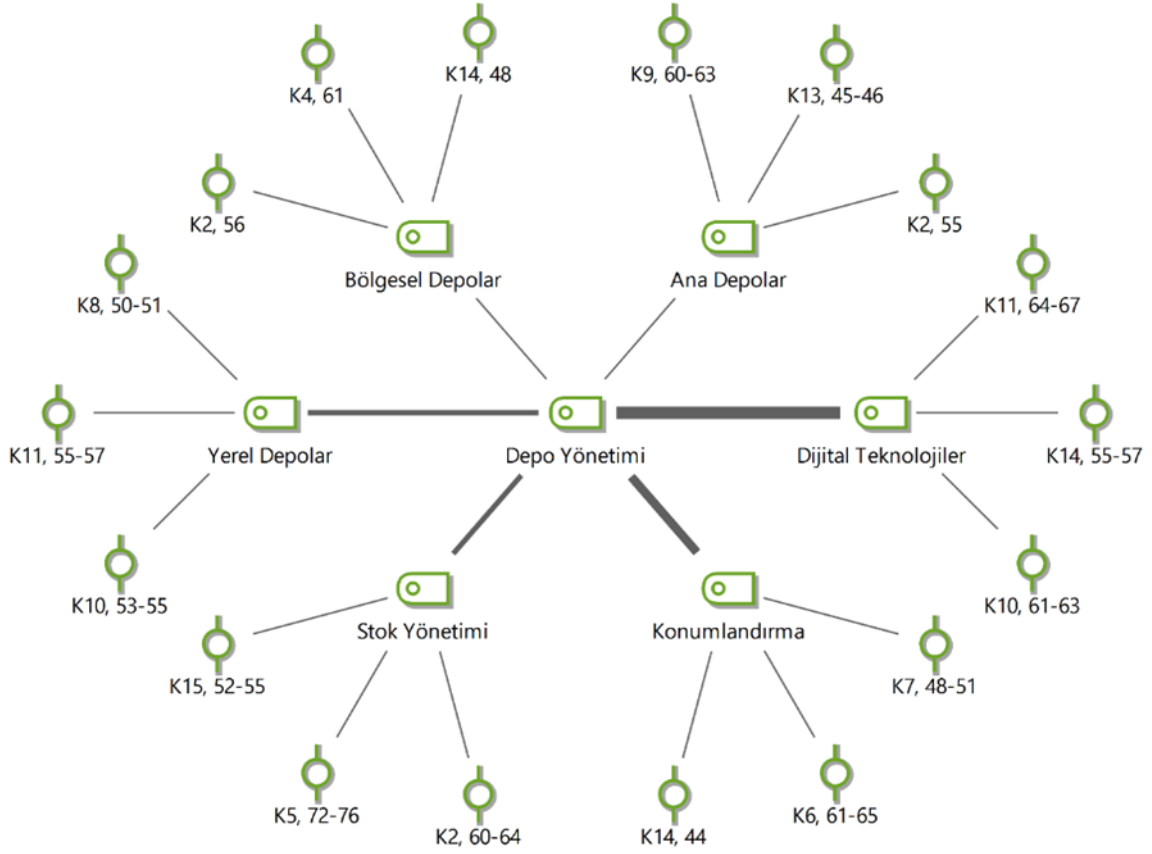 K14, 48
K9, 60-63
K4, 61
K13, 45-46
K2, 56
K2, 55
Bölgesel Depolar
Ana Depolar
K8, 50-51
K11, 64-67
K11, 55-57
Yerel Depolar
Depo Yönetimi
Dijital Teknolojiler
K14, 55-57
K10, 53-55
K10, 61-63
Stok Yönetimi
Konumlandırma
K15, 52-55
K7, 48-51
K5, 72-76
K6, 61-65
K2, 60-64
K14, 44